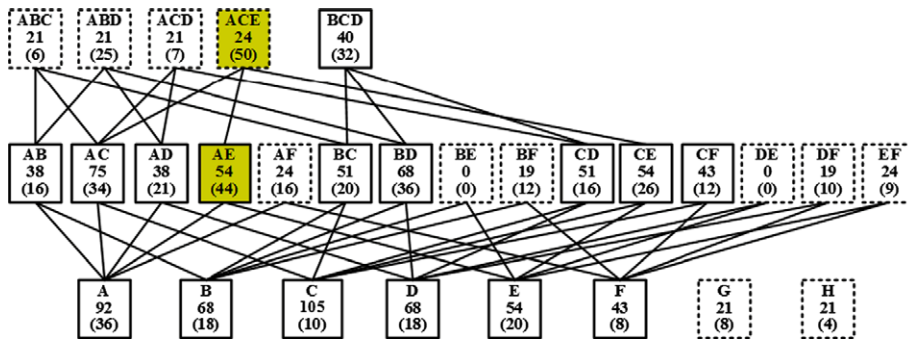 ABC ABD ACD ACE BCD
21 21 21 24 40
(6) (25) (7) (50) (32)
AB AC AD AE AF BC BD BE BF CD CE CF DE DF EF
38 75 38 54 24 51 68 0 19 51 54 43 0 19 24
(16) (34) (21) (44) (16) (20) (36) (0) (12) (16) (26) (12) (0) (10) (9)
A B C D E F G H
92 68 105 68 54 43 21 21
(36) (18) (10) (18) (20) (8) (8) (4)